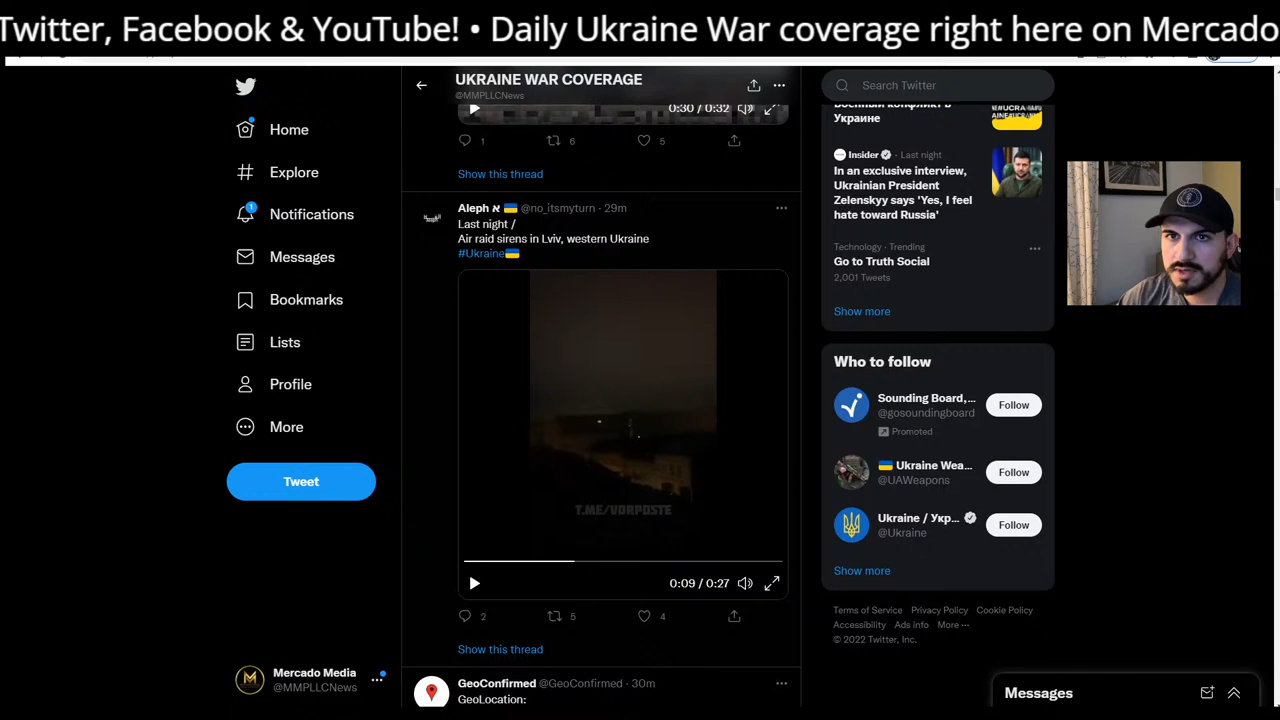 Twitter, Facebook & YouTube! • Daily Ukraine War coverage right here on Mercado
Home
Explore
1
Notifications
Messages
Bookmarks
Lists
Profile
More
Tweet
Mercado Media
@MMPLLCNews
UKRAINE WAR COVERAGE
@MMPLLCNews
0:30 / 0:32
1
6
5
Show this thread
Aleph א @no_itsmyturn · 29m
Last night /
Air raid sirens in Lviv, western Ukraine
#Ukraine
T.ME/VORPOSTE
0:09 / 0:27
2
5
4
Show this thread
GeoConfirmed @GeoConfirmed · 30m
GeoLocation:
Search Twitter
Военный конфликт в
Украине
Insider · Last night
In an exclusive interview,
Ukrainian President
Zelenskyy says 'Yes, I feel
hate toward Russia'
Technology · Trending
Go to Truth Social
2,001 Tweets
Show more
Who to follow
Sounding Board,...
@gosoundingboard
Promoted
Follow
Ukraine Wea...
@UAWeapons
Follow
Ukraine / Укр...
@Ukraine
Follow
Show more
Terms of Service Privacy Policy Cookie Policy
Accessibility Ads info More ...
© 2022 Twitter, Inc.
Messages